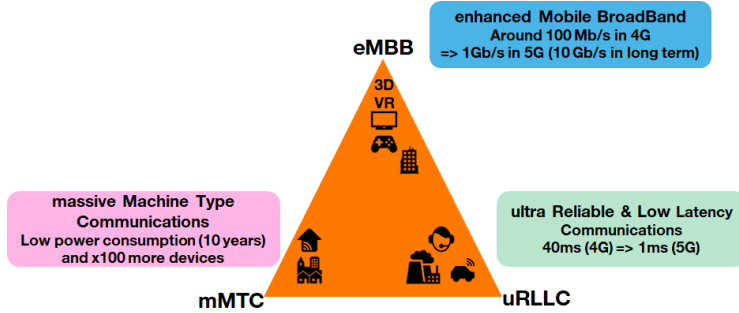 enhanced Mobile BroadBand
Around 100 Mb/s in 4G
=> 1Gb/s in 5G (10 Gb/s in long term)
eMBB
3D
VR
massive Machine Type
Communications
Low power consumption (10 years)
and x100 more devices
ultra Reliable & Low Latency
Communications
40ms (4G) => 1ms (5G)
mMTC
uRLLC